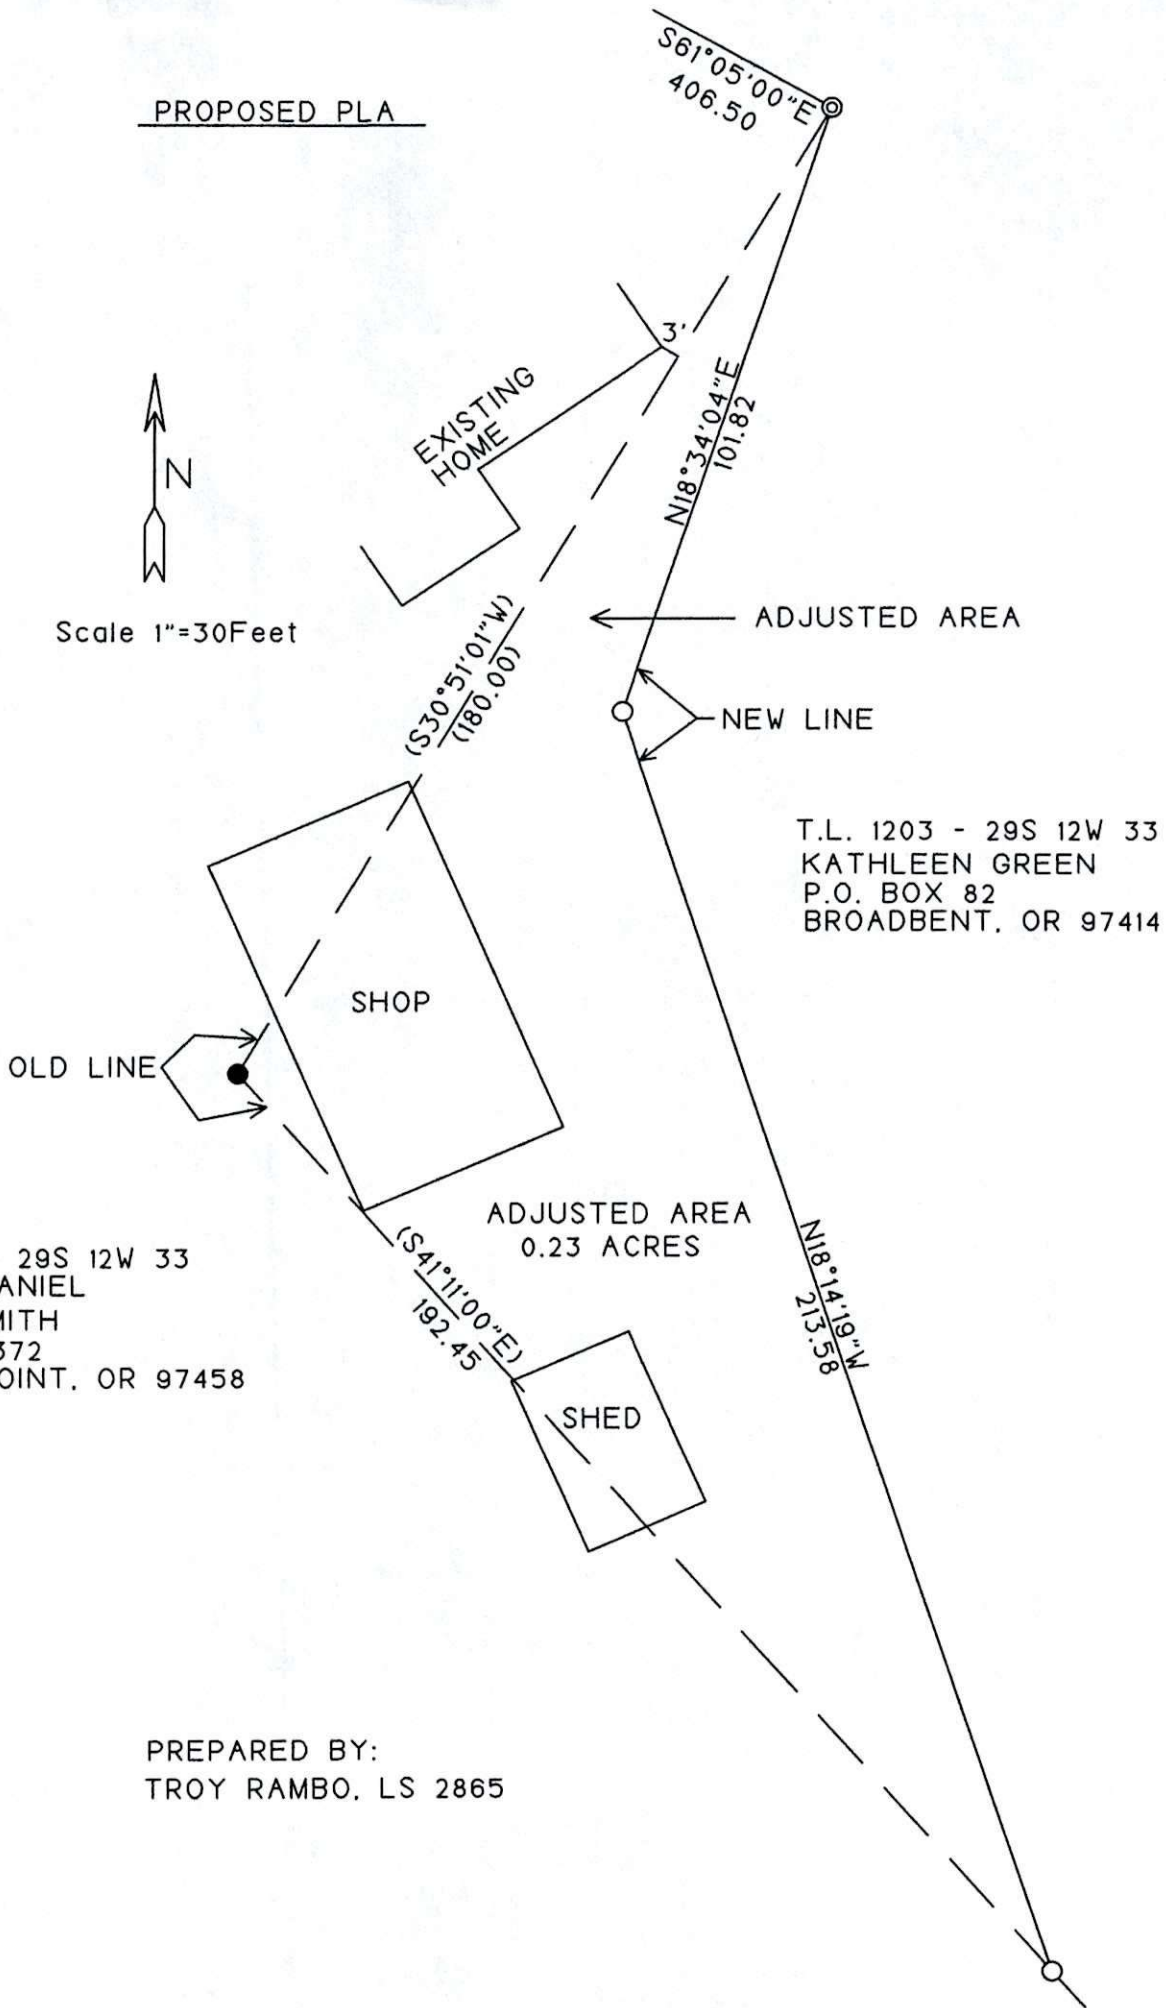 PROPOSED PLA
S61°05'00"E
406.50
3'
EXISTING
HOME
N18°34'04"E
101.82
N
Scale 1"=30Feet
ADJUSTED AREA
(S30°51'01"W)
(180.00)
NEW LINE
T.L. 1203 - 29S 12W 33
KATHLEEN GREEN
P.O. BOX 82
BROADBENT, OR 97414
SHOP
OLD LINE
ADJUSTED AREA
0.23 ACRES
(S41°11'00"E)
192.45
N18°14'19"W
213.58
29S 12W 33
ANIEL
MITH
372
OINT, OR 97458
SHED
PREPARED BY:
TROY RAMBO, LS 2865